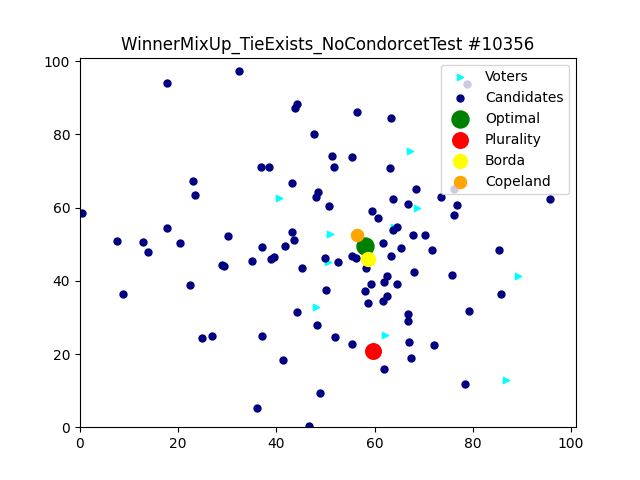 WinnerMixUp_TieExists_NoCondorcetTest #10356
100
80
60
40
20
0
0
20
40
60
80
100
Voters
Candidates
Optimal
Plurality
Borda
Copeland